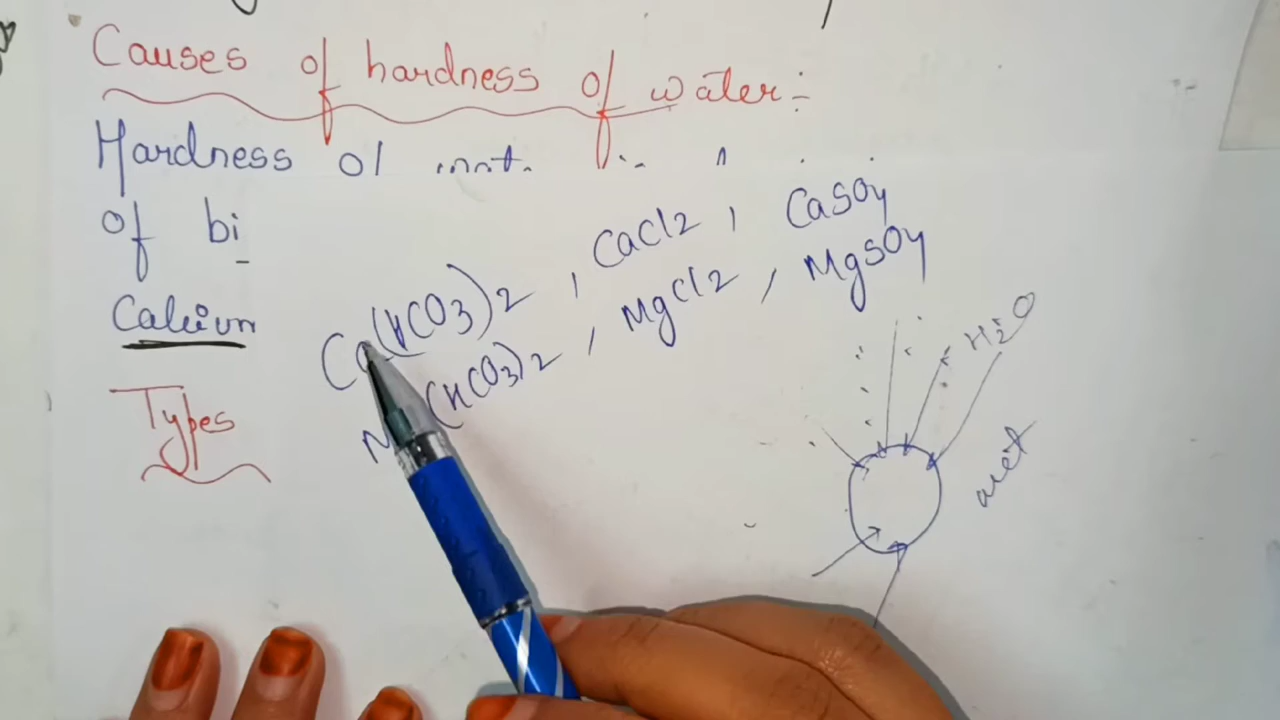 Causes of hardness of water:-
Hardness of
of bi
CaCl2, CaSO4
Calcium Ca(HCO3)2,
(HCO3)2, MgCl2, MgSO4
Types
H2O